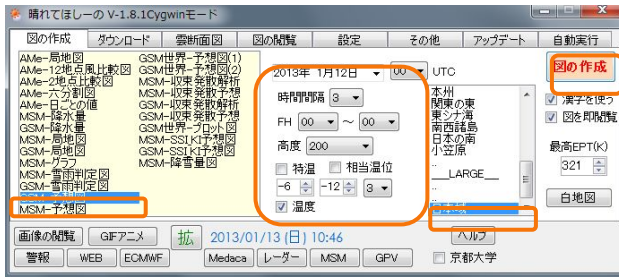 晴れてほしーの V-1.8.1Cygwinモード
図の作成 ダウンロード 雲断面図 図の閲覧 設定 その他 アップデート 自動実行
AMe-局地図
AMe-12地点風比較図
AMe-2地点比較図
AMe-六分割図
AMe-日ごとの値
MSM-降水量
GSM-降水量
GSM-局地図
MSM-局地図
MSM-グラフ
MSM-雪雨判定図
GSM-雪雨判定図
MSM-予想図
GSM世界-予想図(1)
GSM世界-予想図(2)
GSM-収束発散解析
MSM-収束発散予想
GSM-収束発散解析
GSM-収束発散予想
GSM世界-プロット図
GSM-SSI,KI予想図
MSM-SSI,KI予想図
MSM-降雪量図
2013年 1月12日 00 UTC
時間間隔 3
FH 00 ～ 00
高度 200
特温 相当温位
-6 -12 3
温度
本州
関東の東
東シナ海
南西諸島
日本の南
小笠原
..
__LARGE__
..
日本域
図の作成
漢字を使う
図を即閲覧
最高EPT(K)
321
白地図
画像の閲覧 GIFアニメ 拡 2013/01/13 (日) 10:46 ヘルプ
警報 WEB ECMWF Medaca レーダー MSM GPV 京都大学